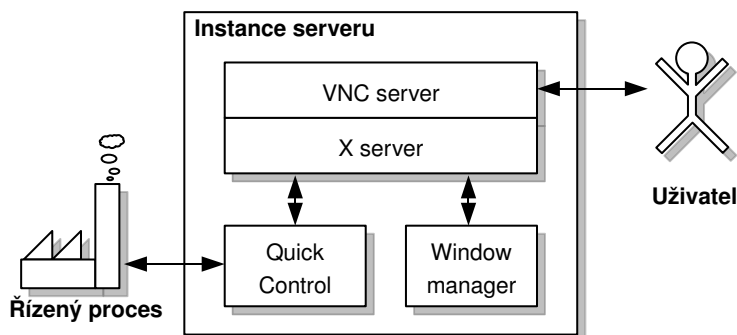 Instance serveru
VNC server
X server
Uživatel
Quick
Control
Window
manager
Řízený proces